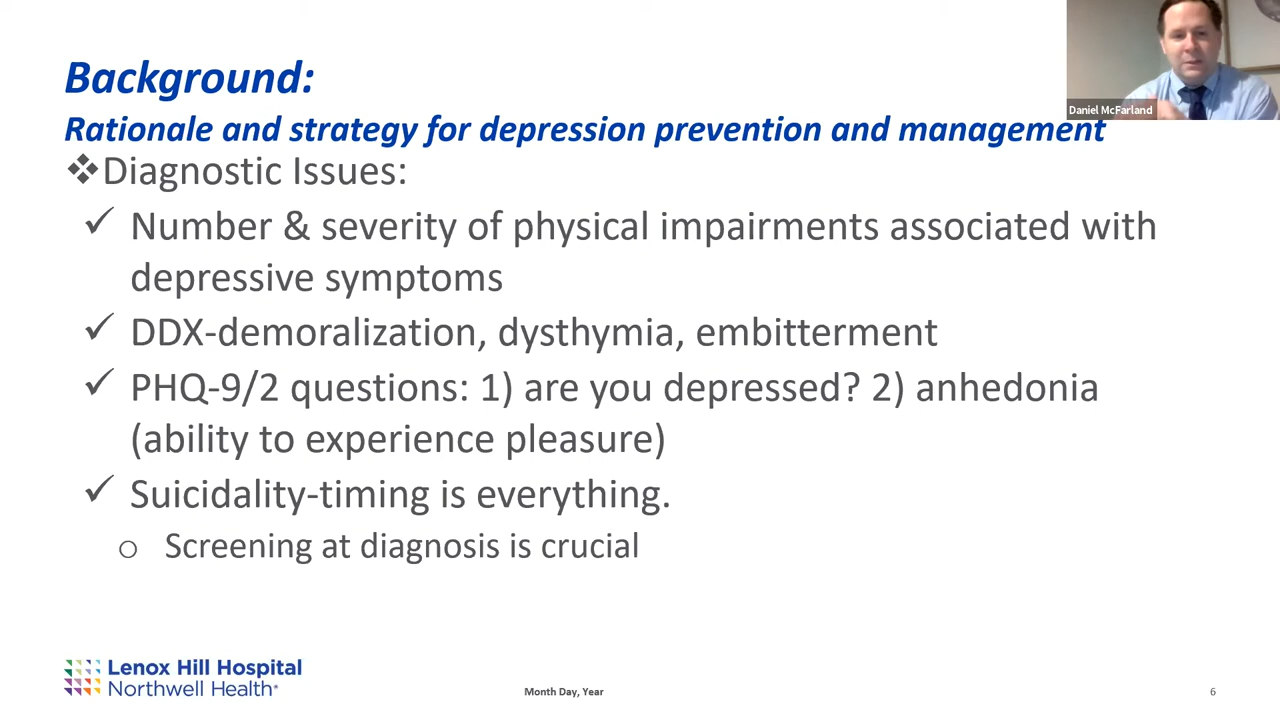 Background:
Daniel McFarland
Rationale and strategy for depression prevention and management
❖Diagnostic Issues:
✓ Number & severity of physical impairments associated with
depressive symptoms
✓ DDX-demoralization, dysthymia, embitterment
✓ PHQ-9/2 questions: 1) are you depressed? 2) anhedonia
(ability to experience pleasure)
✓ Suicidality-timing is everything.
o Screening at diagnosis is crucial
Lenox Hill Hospital
Northwell Health®
Month Day, Year
6